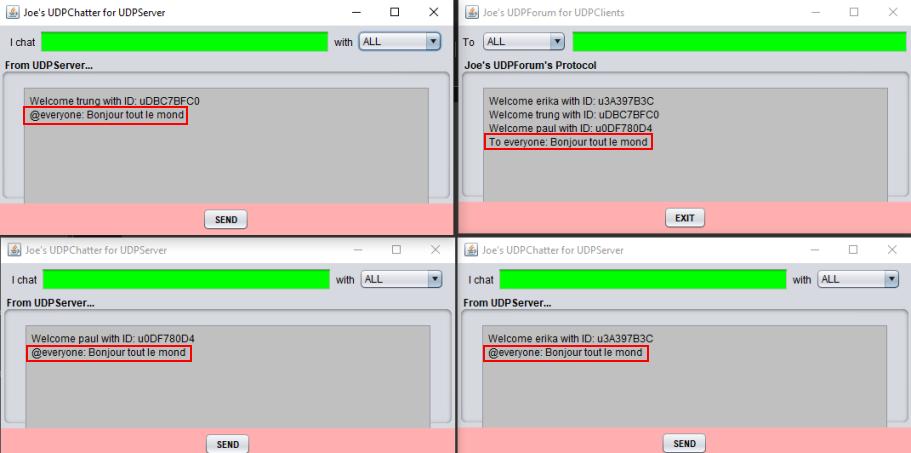 Joe's UDPChatter for UDPServer
I chat with ALL
From UDPServer...
Welcome trung with ID: uDBC7BFC0
@everyone: Bonjour tout le mond
SEND
Joe's UDPForum for UDPClients
To ALL
Joe's UDPForum's Protocol
Welcome erika with ID: u3A397B3C
Welcome trung with ID: uDBC7BFC0
Welcome paul with ID: u0DF780D4
To everyone: Bonjour tout le mond
EXIT
Joe's UDPChatter for UDPServer
I chat with ALL
From UDPServer...
Welcome paul with ID: u0DF780D4
@everyone: Bonjour tout le mond
SEND
Joe's UDPChatter for UDPServer
I chat with ALL
From UDPServer...
Welcome erika with ID: u3A397B3C
@everyone: Bonjour tout le mond
SEND